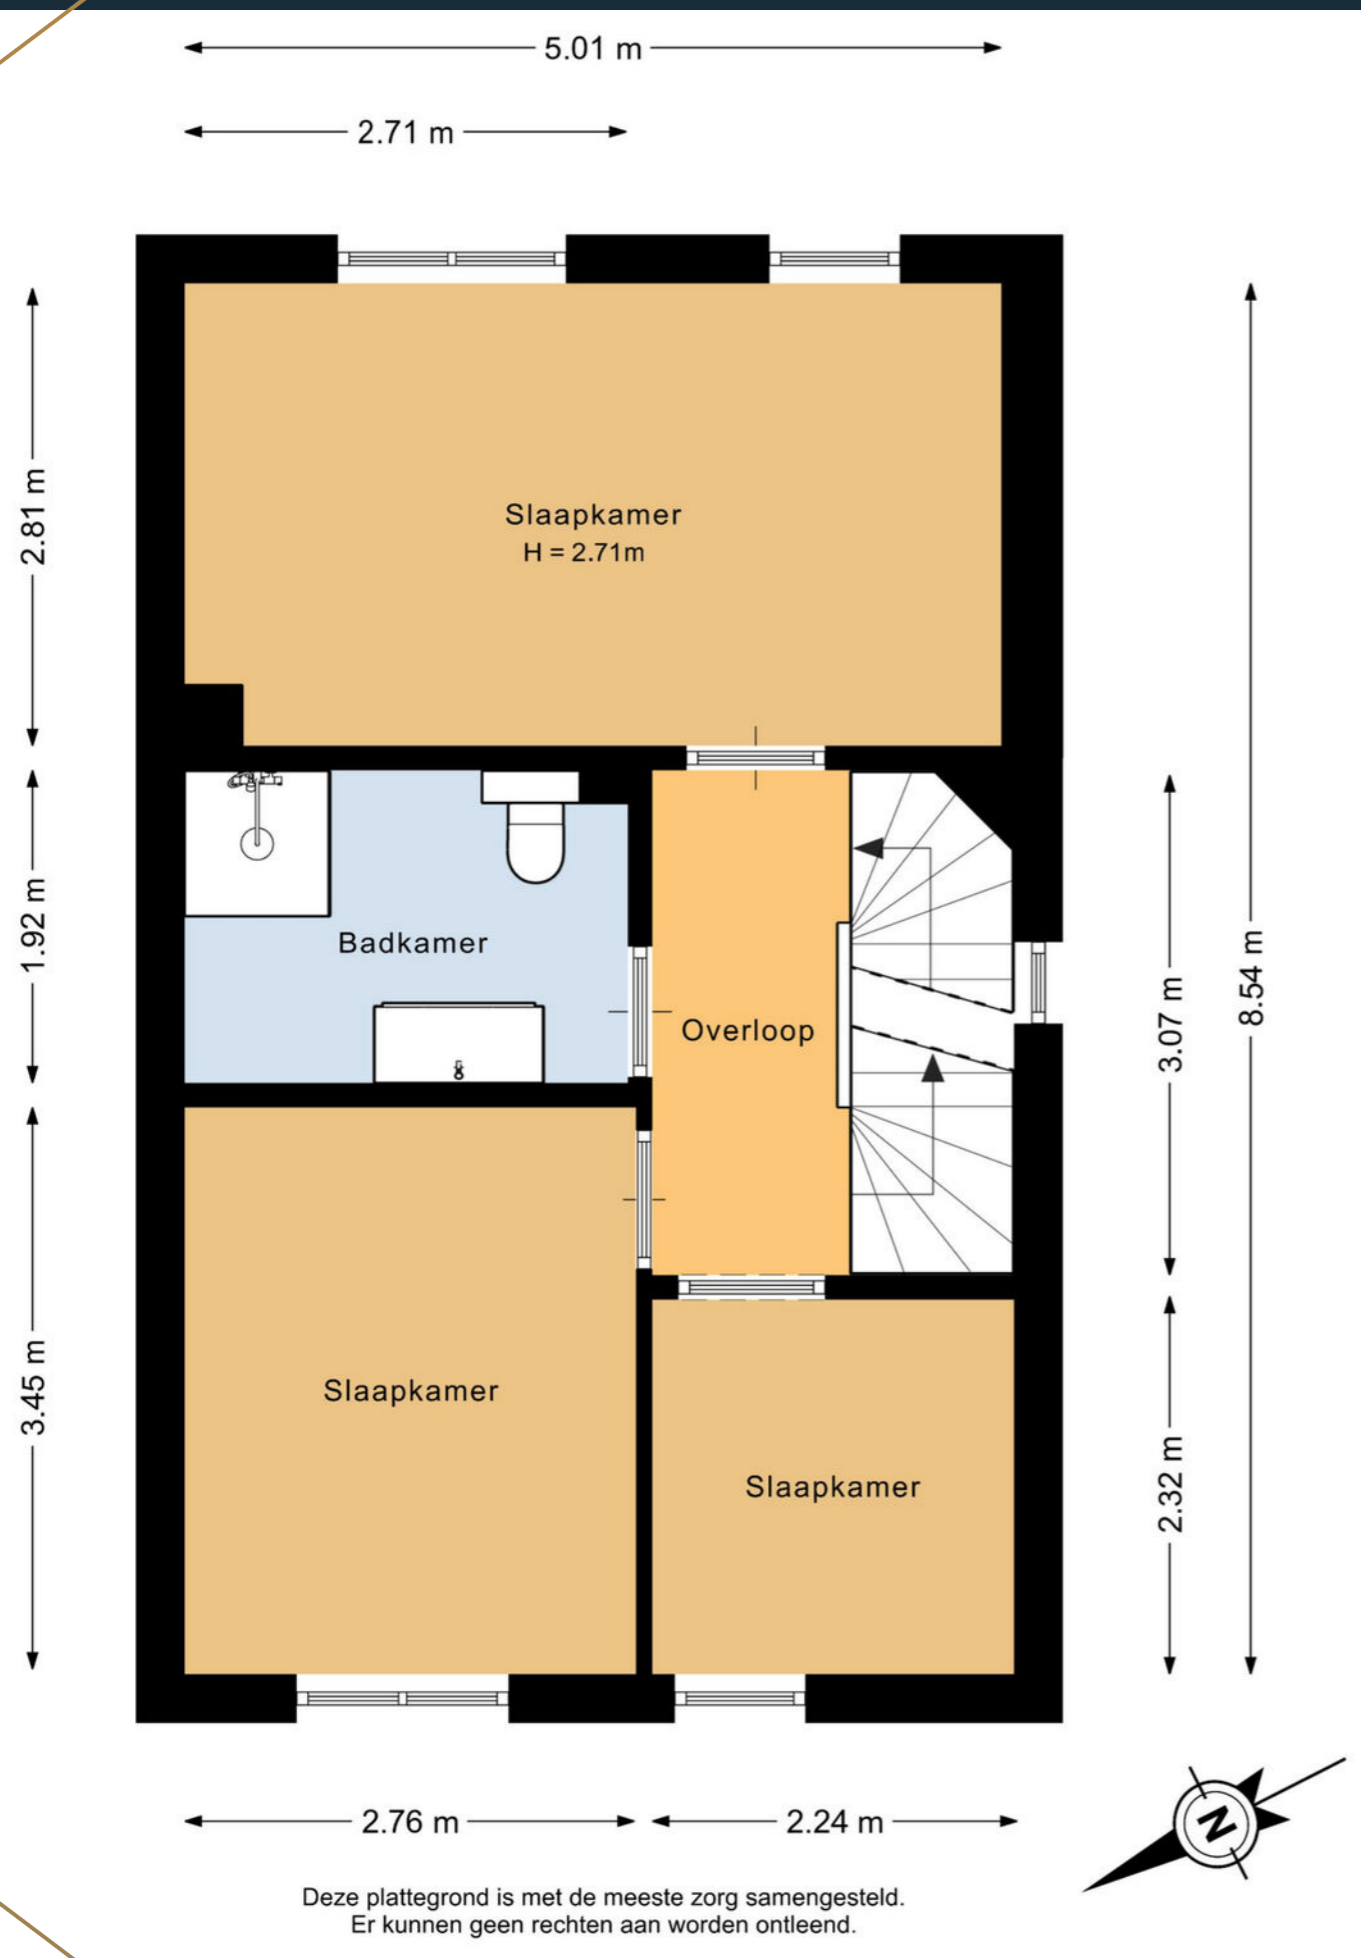 5.01 m
2.71 m
2.81 m
Slaapkamer
H = 2.71m
1.92 m
Badkamer
Overloop
3.07 m
8.54 m
3.45 m
Slaapkamer
Slaapkamer
2.32 m
2.76 m
2.24 m
N
Deze plattegrond is met de meeste zorg samengesteld.
Er kunnen geen rechten aan worden ontleend.